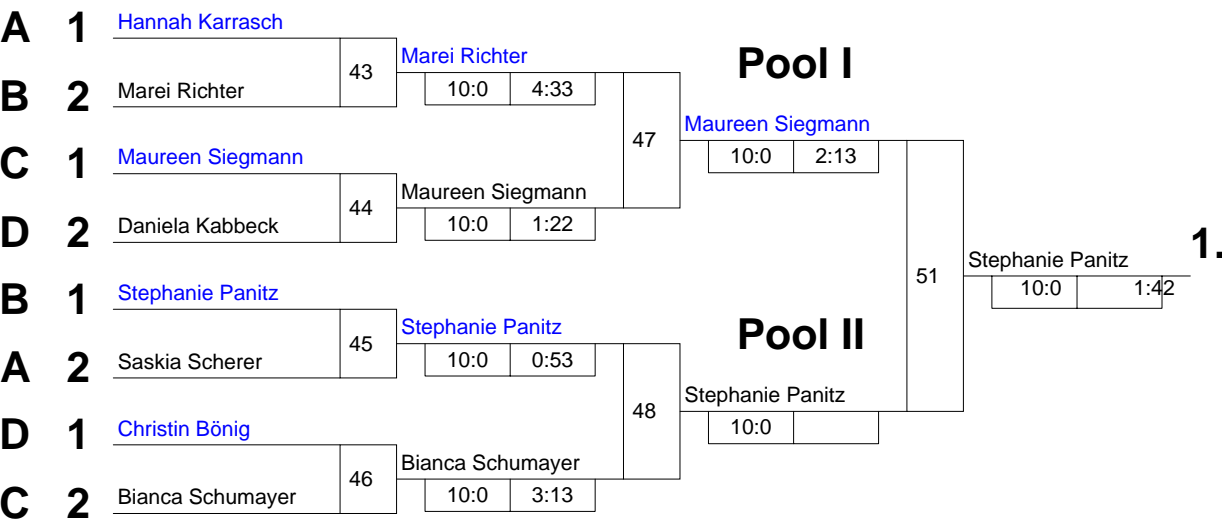 A 1 Hannah Karrasch
43 Marei Richter
10:0 4:33
B 2 Marei Richter
Pool I
47 Maureen Siegmann
10:0 2:13
C 1 Maureen Siegmann
44 Maureen Siegmann
10:0 1:22
D 2 Daniela Kabbeck
51 Stephanie Panitz 1.
10:0 1:42
B 1 Stephanie Panitz
45 Stephanie Panitz
10:0 0:53
A 2 Saskia Scherer
Pool II
48 Stephanie Panitz
10:0
D 1 Christin Bönig
46 Bianca Schumayer
10:0 3:13
C 2 Bianca Schumayer